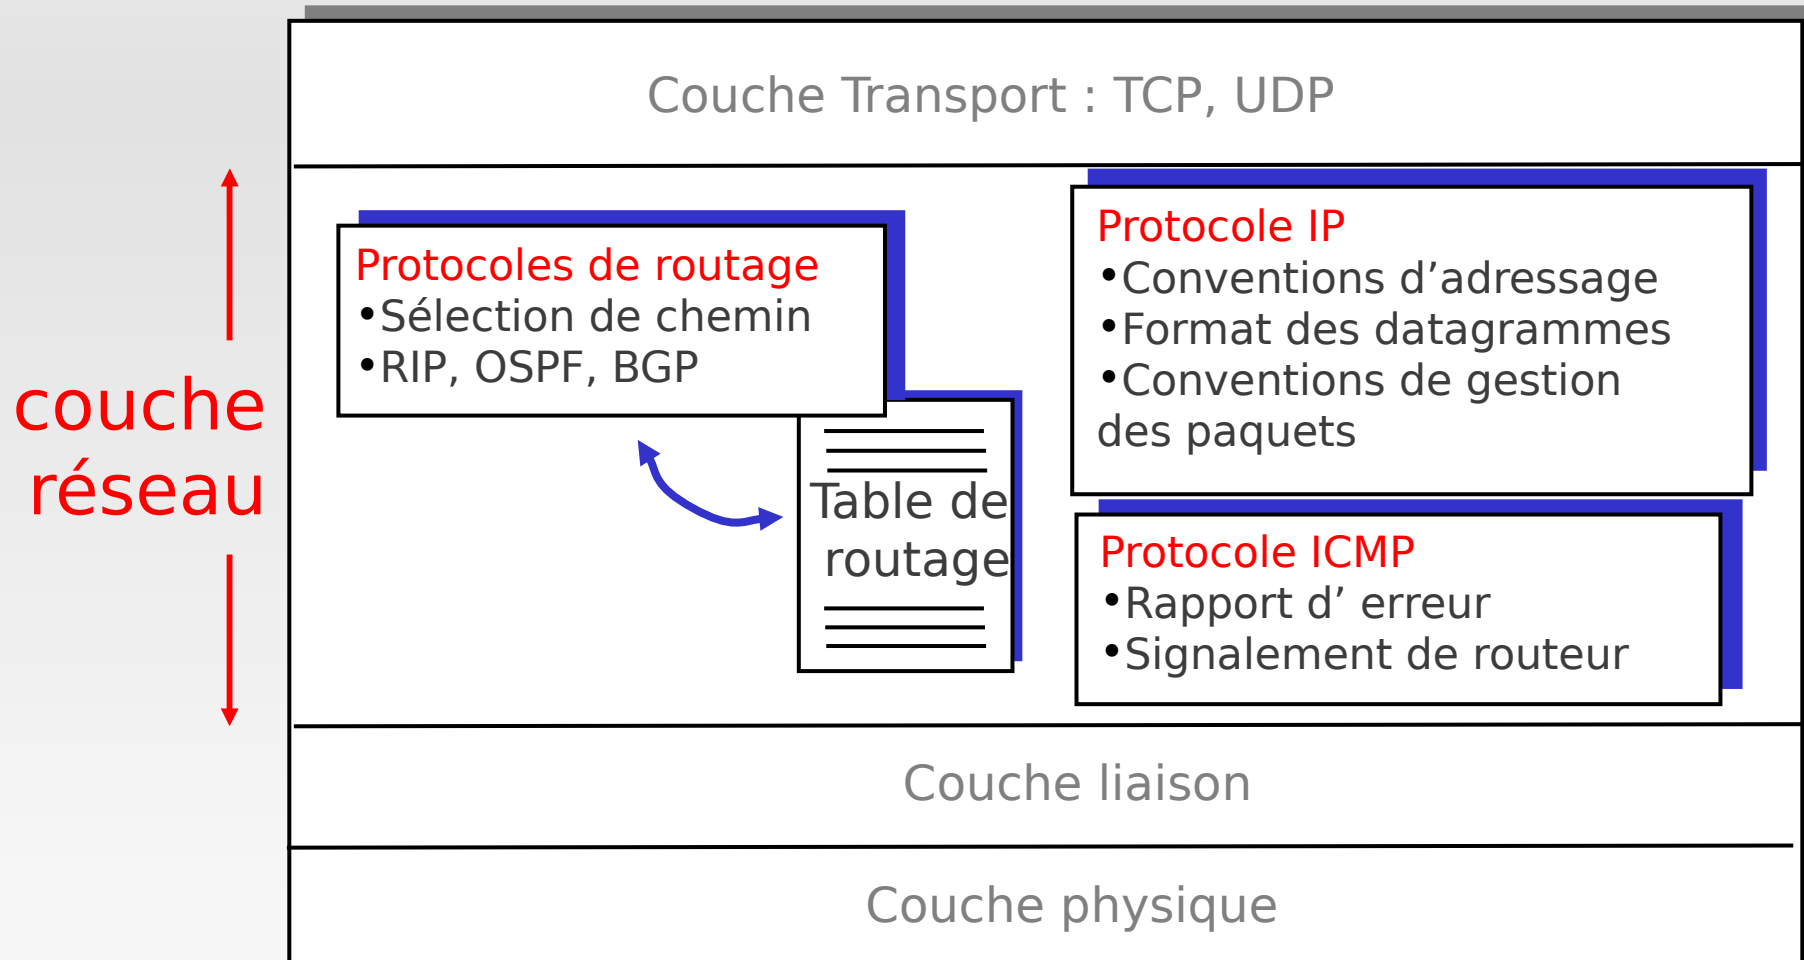 Couche Transport : TCP, UDP
couche
réseau
Protocoles de routage
•Sélection de chemin
•RIP, OSPF, BGP
Table de
routage
Protocole IP
•Conventions d’adressage
•Format des datagrammes
•Conventions de gestion
des paquets
Protocole ICMP
•Rapport d’ erreur
•Signalement de routeur
Couche liaison
Couche physique